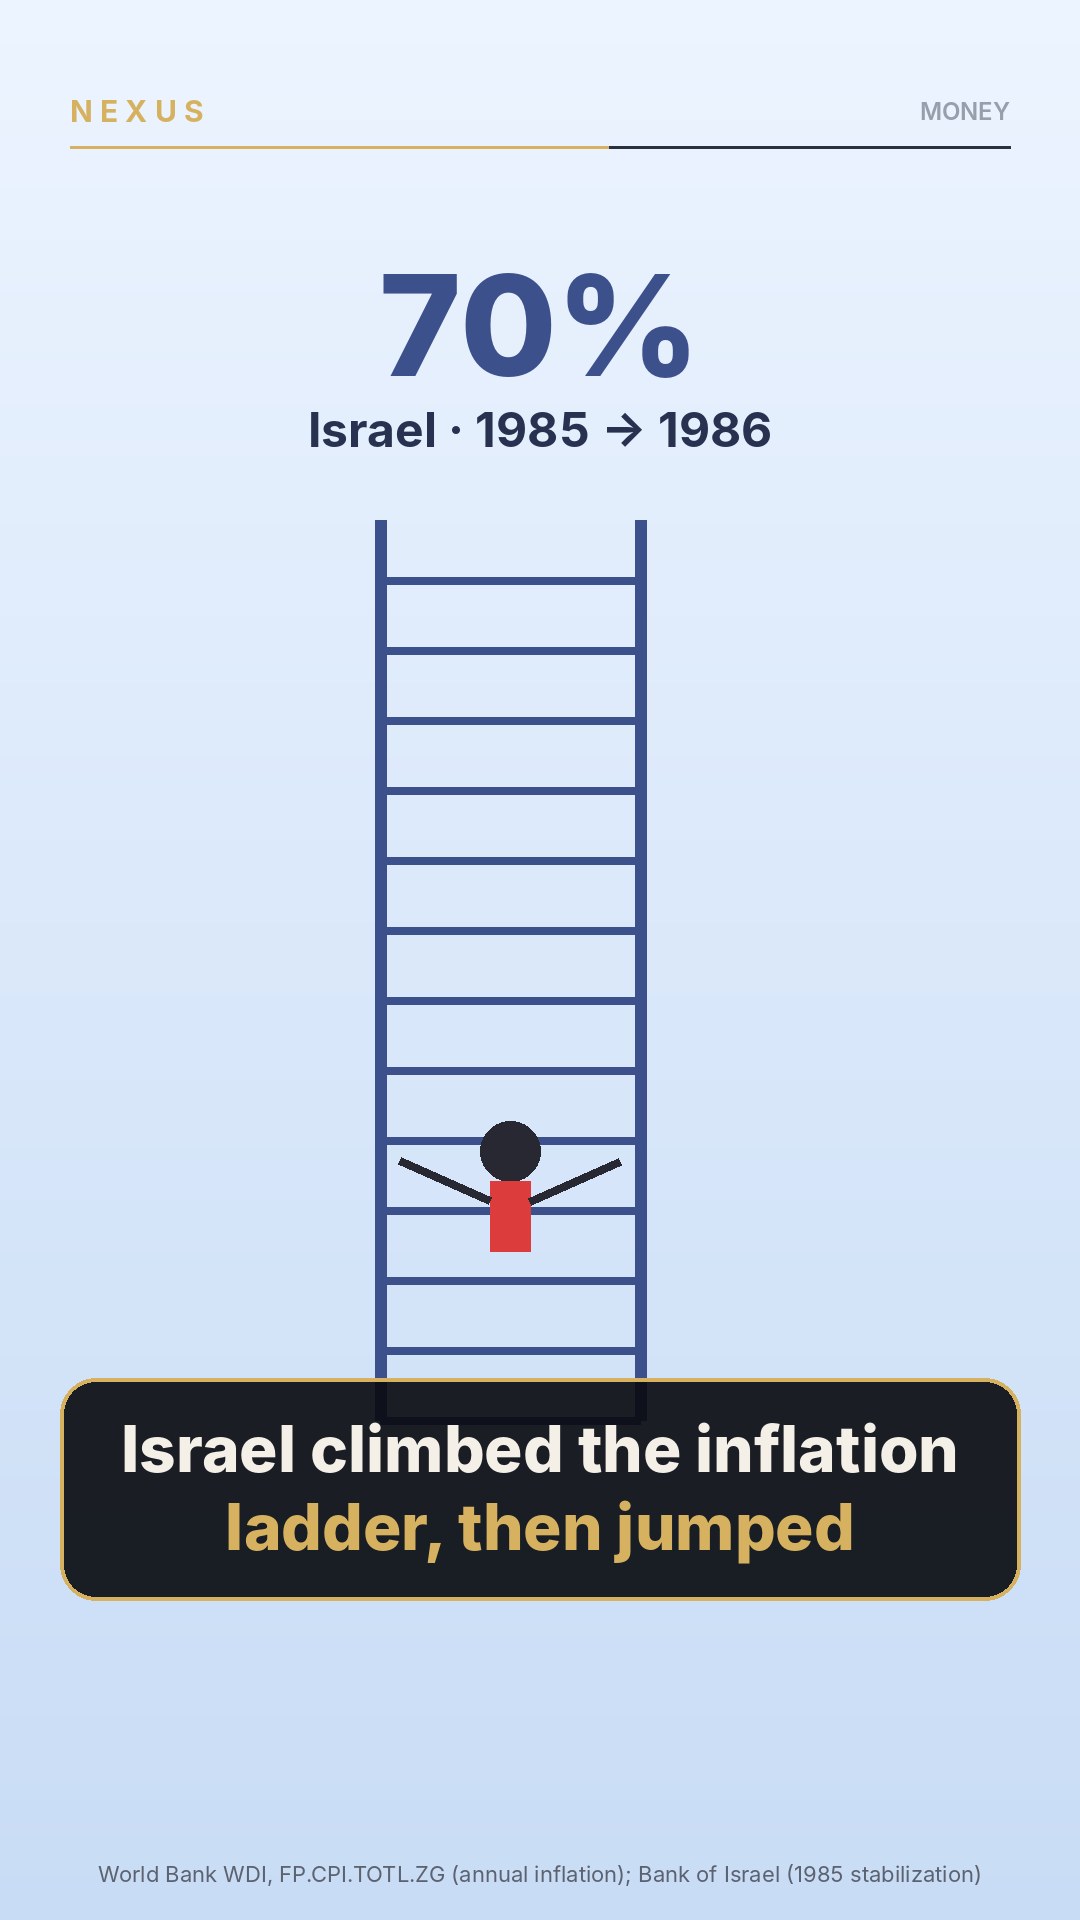 NEXUS
MONEY
70%
Israel · 1985 → 1986
Israel climbed the inflation
ladder, then jumped
World Bank WDI, FP.CPI.TOTL.ZG (annual inflation); Bank of Israel (1985 stabilization)